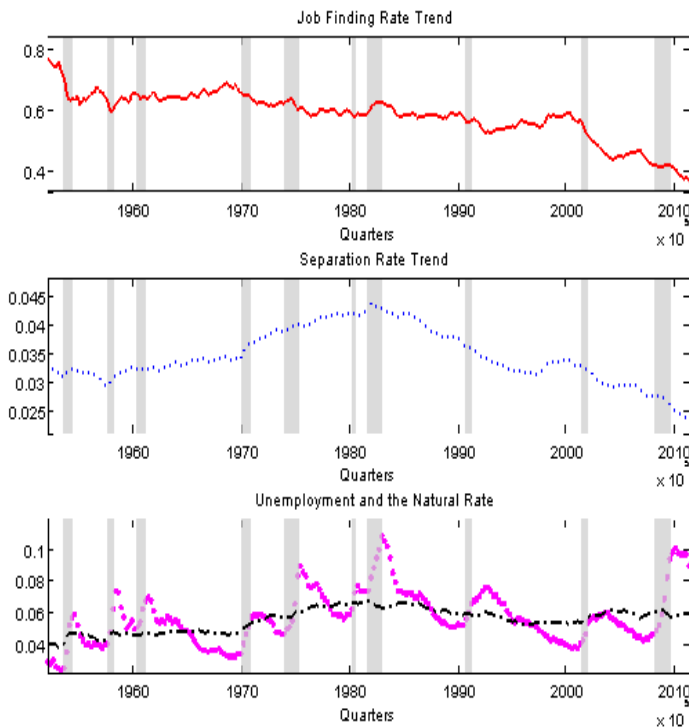 Job Finding Rate Trend
0.8
0.6
0.4
1960 1970 1980 1990 2000 2010
Quarters
x 10
Separation Rate Trend
0.045
0.04
0.035
0.03
0.025
1960 1970 1980 1990 2000 2010
Quarters
x 10
Unemployment and the Natural Rate
0.1
0.08
0.06
0.04
1960 1970 1980 1990 2000 2010
Quarters
x 10